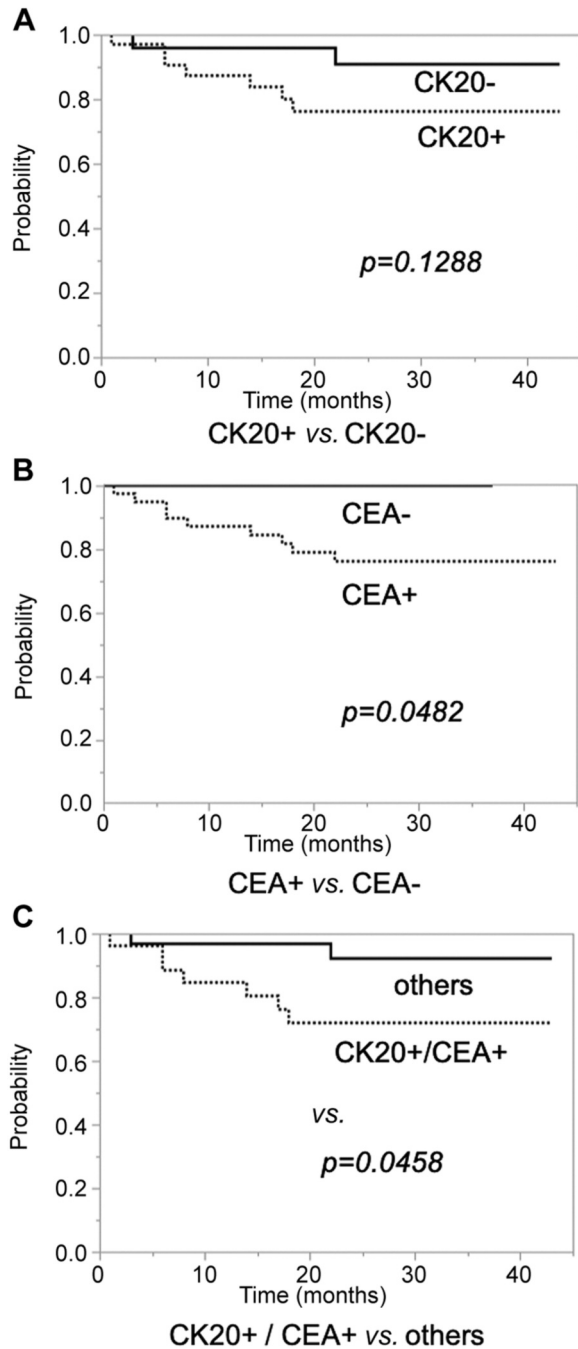 A
Probability
1.0
0.8
0.6
0.4
0.2
0.0
CK20-
CK20+
p=0.1288
0 10 20 30 40
Time (months)
CK20+ vs. CK20-
B
Probability
1.0
0.8
0.6
0.4
0.2
0.0
CEA-
CEA+
p=0.0482
10 20 30 40
Time (months)
CEA+ vs. CEA-
C
Probability
1.0
0.8
0.6
0.4
0.2
0.0
others
CK20+/CEA+
vs.
p=0.0458
0 10 20 30 40
Time (months)
CK20+ / CEA+ vs. others